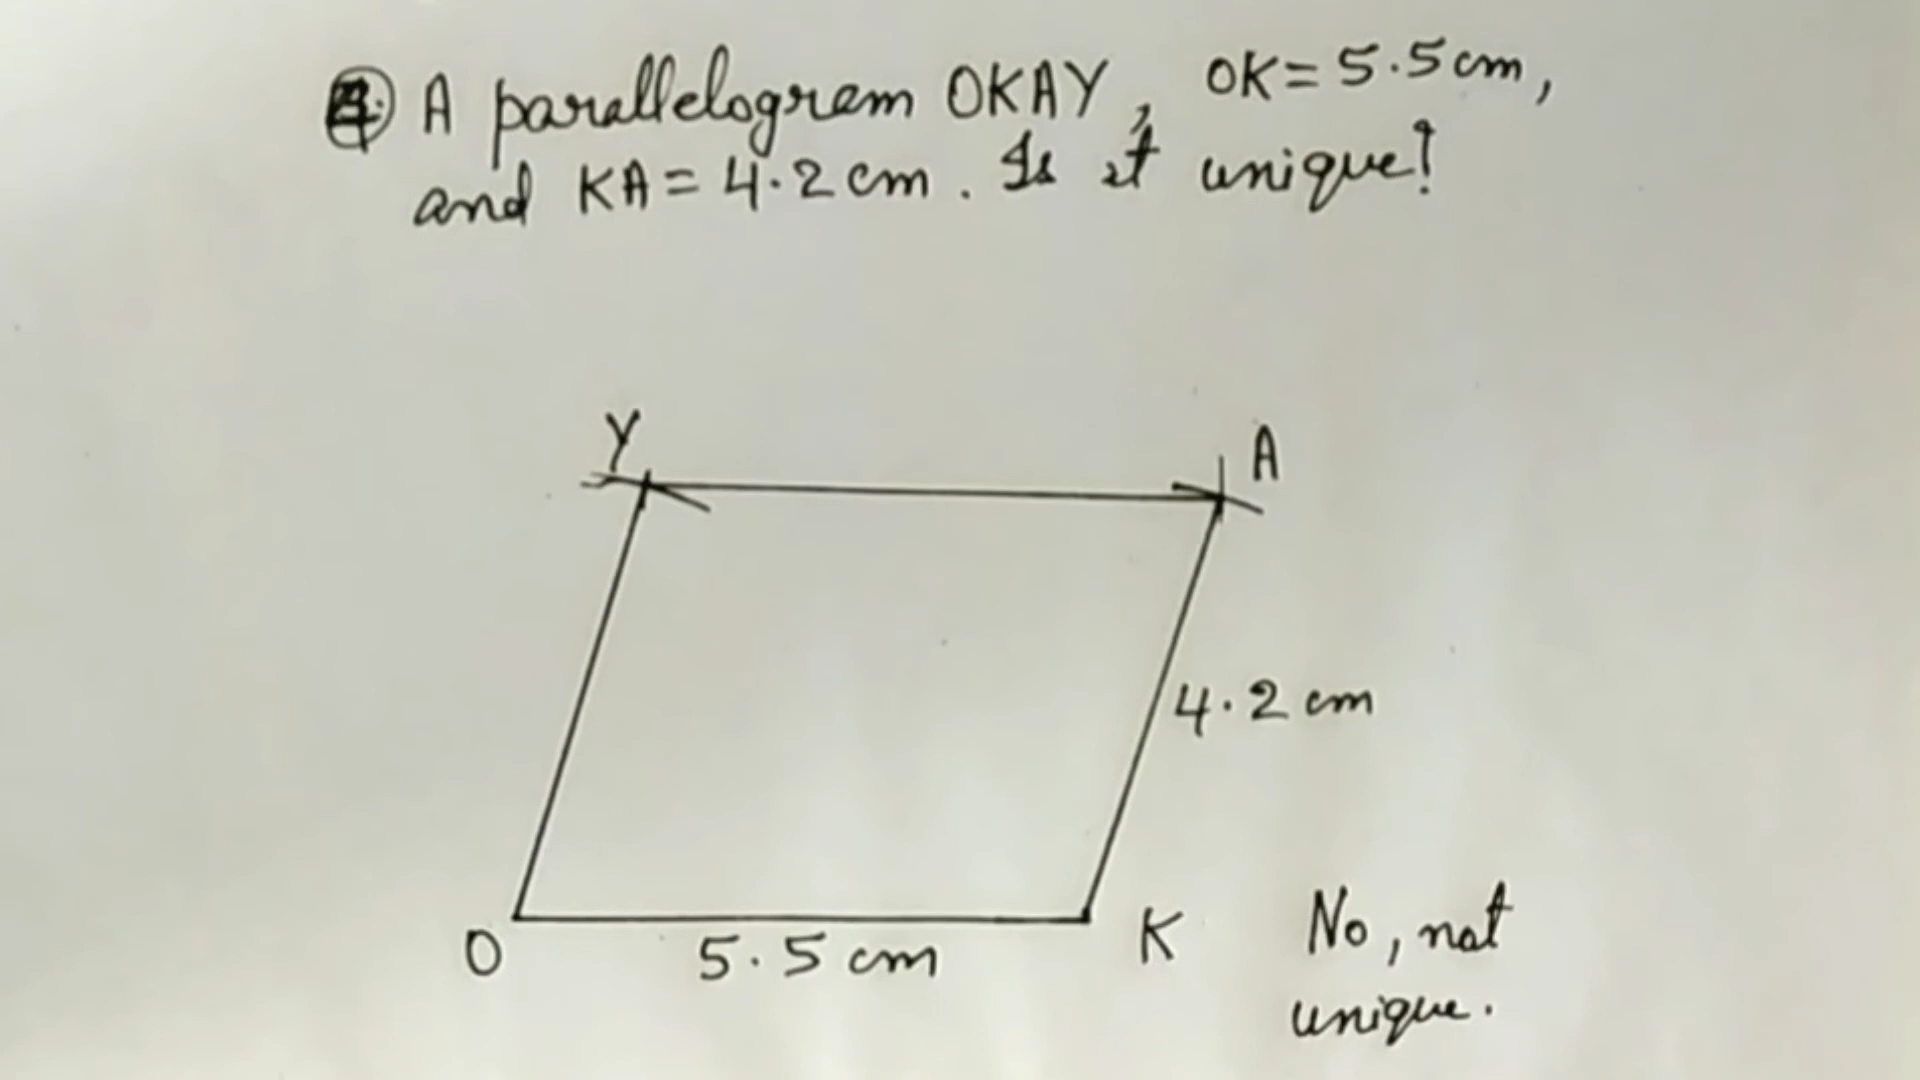 4. A parallelogram OKAY, OK = 5.5 cm,
and KA = 4.2 cm. Is it unique?
Y
A
4.2 cm
O
5.5 cm
K
No, not
unique.